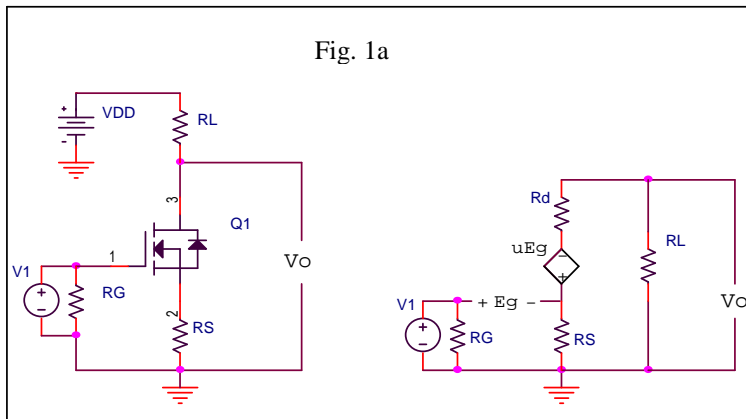 Fig. 1a
+
VDD
-
RL
3
Q1
1
V1
+
-
RG
2
RS
Vo
Rd
uEg
-
+
RL
V1
+ Eg -
+
-
RG
RS
Vo